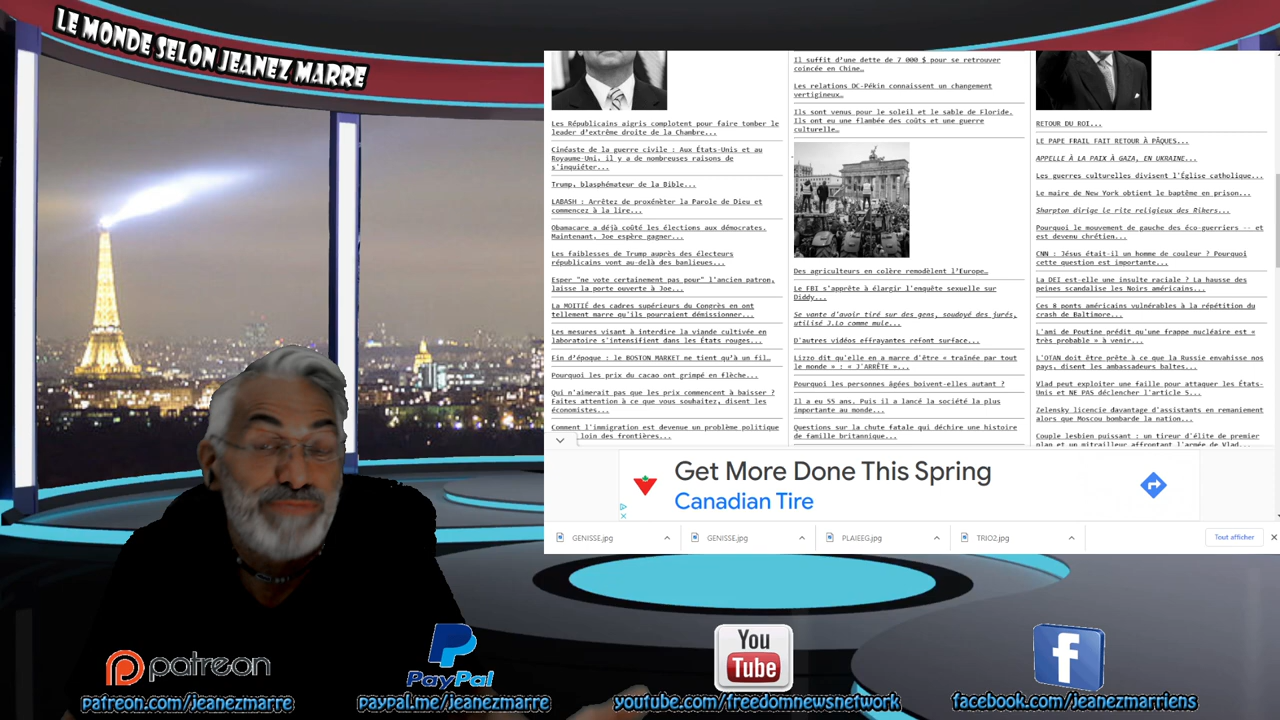 LE MONDE SELON JEANEZ MARRE
Les Républicains aigris complotent pour faire tomber le
leader d'extrême droite de la Chambre...
Cinéaste de la guerre civile : Aux États-Unis et au
Royaume-Uni, il y a de nombreuses raisons de
s'inquiéter...
Trump, blasphémateur de la Bible...
LABASH : Arrêtez de proxénèter la Parole de Dieu et
commencez à la lire...
Obamacare a déjà coûté les élections aux démocrates.
Maintenant, Joe espère gagner...
Les faiblesses de Trump auprès des électeurs
républicains vont au-delà des banlieues...
Esper "ne vote certainement pas pour" l'ancien patron,
laisse la porte ouverte à Joe...
La MOITIÉ des cadres supérieurs du Congrès en ont
tellement marre qu'ils pourraient démissionner...
Les mesures visant à interdire la viande cultivée en
laboratoire s'intensifient dans les États rouges...
Fin d'époque : le BOSTON MARKET ne tient qu'à un fil…
Pourquoi les prix du cacao ont grimpé en flèche...
Qui n'aimerait pas que les prix commencent à baisser ?
Faites attention à ce que vous souhaitez, disent les
économistes...
Comment l'immigration est devenue un problème politique
loin des frontières...
Il suffit d'une dette de 7 000 $ pour se retrouver
coincée en Chine…
Les relations DC-Pékin connaissent un changement
vertigineux…
Ils sont venus pour le soleil et le sable de Floride.
Ils ont eu une flambée des coûts et une guerre
culturelle…
Des agriculteurs en colère remodèlent l'Europe…
Le FBI s'apprête à élargir l'enquête sexuelle sur
Diddy...
Se vante d'avoir tiré sur des gens, soudoyé des jurés,
utilisé J.Lo comme mule...
D'autres vidéos effrayantes refont surface...
Lizzo dit qu'elle en a marre d'être « traînée par tout
le monde » : « J'ARRÊTE »...
Pourquoi les personnes âgées boivent-elles autant ?
Il a eu 55 ans. Puis il a lancé la société la plus
importante au monde...
Questions sur la chute fatale qui déchire une histoire
de famille britannique...
RETOUR DU ROI...
LE PAPE FRAIL FAIT RETOUR À PÂQUES...
APPELLE À LA PAIX À GAZA, EN UKRAINE...
Les guerres culturelles divisent l'Église catholique...
Le maire de New York obtient le baptême en prison...
Sharpton dirige le rite religieux des Rikers...
Pourquoi le mouvement de gauche des éco-guerriers -- et
est devenu chrétien...
CNN : Jésus était-il un homme de couleur ? Pourquoi
cette question est importante...
La DEI est-elle une insulte raciale ? La hausse des
peines scandalise les Noirs américains...
Ces 8 ponts américains vulnérables à la répétition du
crash de Baltimore...
L'ami de Poutine prédit qu'une frappe nucléaire est «
très probable » à venir...
L'OTAN doit être prête à ce que la Russie envahisse nos
pays, disent les ambassadeurs baltes...
Vlad peut exploiter une faille pour attaquer les États-
Unis et NE PAS déclencher l'article 5...
Zelensky licencie davantage d'assistants en remaniement
alors que Moscou bombarde la nation...
Couple lesbien puissant : un tireur d'élite de premier
plan et un mitrailleur affrontant l'armée de Vlad...
Get More Done This Spring
Canadian Tire
GENISSE.jpg
GENISSE.jpg
PLAIEEG.jpg
TRIO2.jpg
Tout afficher
patreon
PayPal
You
Tube
f
patreon.com/jeanezmarre
paypal.me/jeanezmarre
youtube.com/freedomnewsnetwork
facebook.com/jeanezmarriens